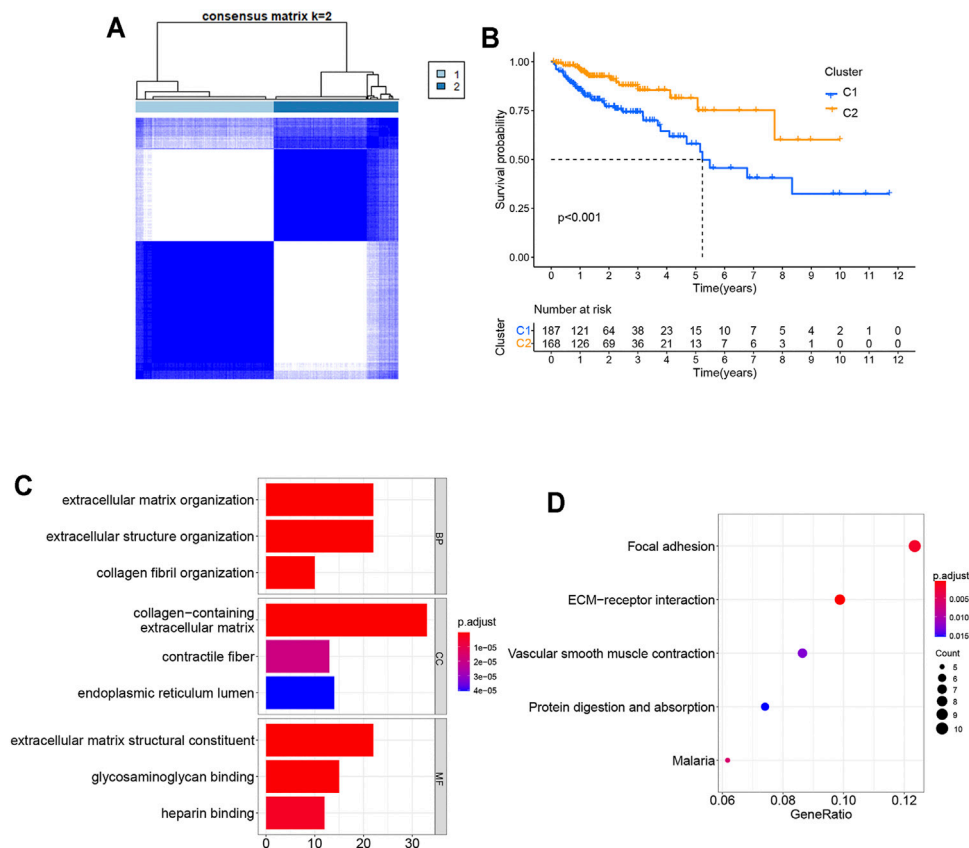 A
consensus matrix k=2
1
2
B
Survival probability
1.00
0.75
0.50
0.25
0.00
p<0.001
Cluster
C1
C2
0 1 2 3 4 5 6 7 8 9 10 11 12
Time(years)
Number at risk
Cluster
C1 187 121 64 38 23 15 10 7 5 4 2 1 0
C2 168 126 69 36 21 13 7 6 3 1 0 0 0
0 1 2 3 4 5 6 7 8 9 10 11 12
Time(years)
C
extracellular matrix organization
extracellular structure organization
collagen fibril organization
BP
collagen−containing
extracellular matrix
contractile fiber
endoplasmic reticulum lumen
CC
extracellular matrix structural constituent
glycosaminoglycan binding
heparin binding
MF
0 10 20 30
p.adjust
1e−05
2e−05
3e−05
4e−05
D
Focal adhesion
ECM−receptor interaction
Vascular smooth muscle contraction
Protein digestion and absorption
Malaria
0.06 0.08 0.10 0.12
GeneRatio
p.adjust
0.005
0.010
0.015
Count
5
6
7
8
9
10